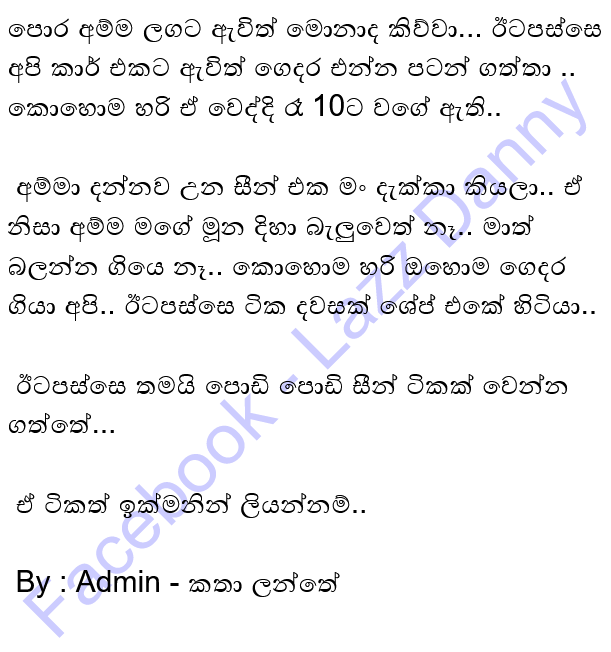 පොර අම්ම ලගට ඇවිත් මොනාද කිව්වා... ඊටපස්සෙ
අපි කාර් එකට ඇවිත් ගෙදර එන්න පටන් ගත්තා ..
කොහොම හරි ඒ වෙද්දි රෑ 10ට වගේ ඇති..
අම්මා දන්නව උන සීන් එක මං දැක්කා කියලා.. ඒ
නිසා අම්ම මගේ මූන දිහා බැලුවෙත් නෑ.. මාත්
බලන්න ගියෙ නෑ.. කොහොම හරි ඔහොම ගෙදර
ගියා අපි.. ඊටපස්සෙ ටික දවසක් ශේප් එකේ හිටියා..
ඊටපස්සෙ තමයි පොඩි පොඩි සීන් ටිකක් වෙන්න
ගත්තේ...
ඒ ටිකත් ඉක්මනින් ලියන්නම්..
By : Admin - කතා ලන්තේ
Facebook - Lazz Danny